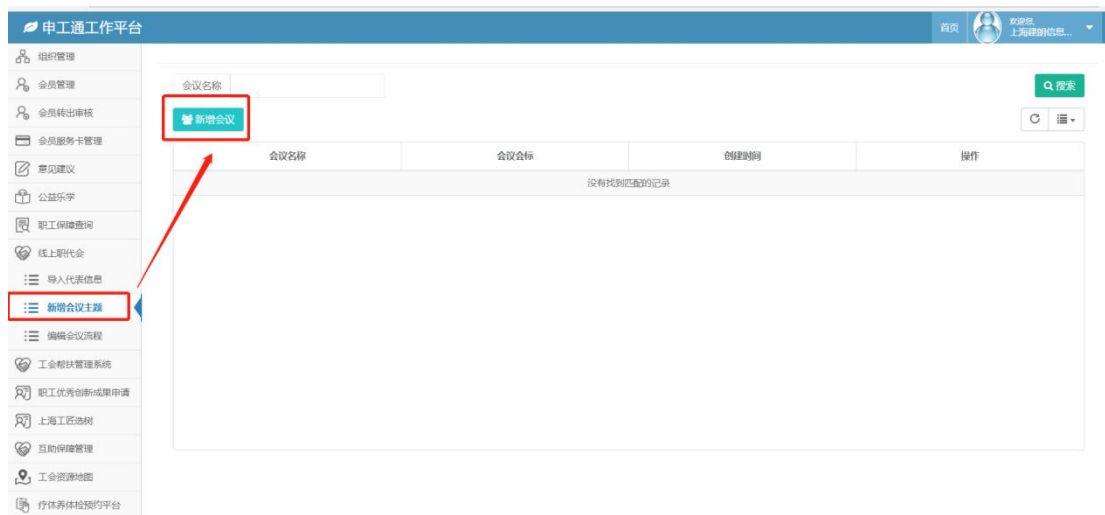 申工通工作平台
首页
欢迎您,
上海建朗信息...
组织管理
会员管理
会员转出审核
会员服务卡管理
意见建议
公益乐学
职工保障查询
线上职代会
导入代表信息
新增会议主题
编辑会议流程
工会帮扶管理系统
职工优秀创新成果申请
上海工匠选树
互助保障管理
工会资源地图
疗休养体检预约平台
会议名称
搜索
新增会议
会议名称 会议会标 创建时间 操作
没有找到匹配的记录